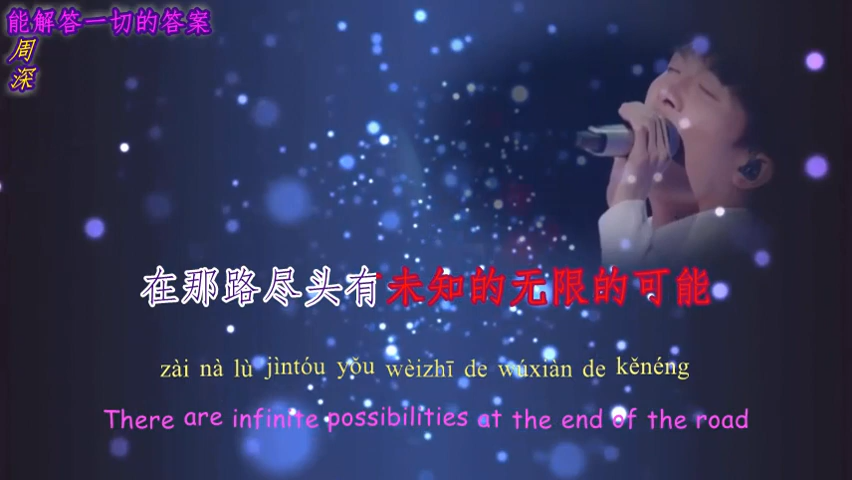 能解答一切的答案
周深
在那路尽头有未知的无限的可能
zài nà lù jìntóu yǒu wèizhī de wúxiàn de kěnéng
There are infinite possibilities at the end of the road